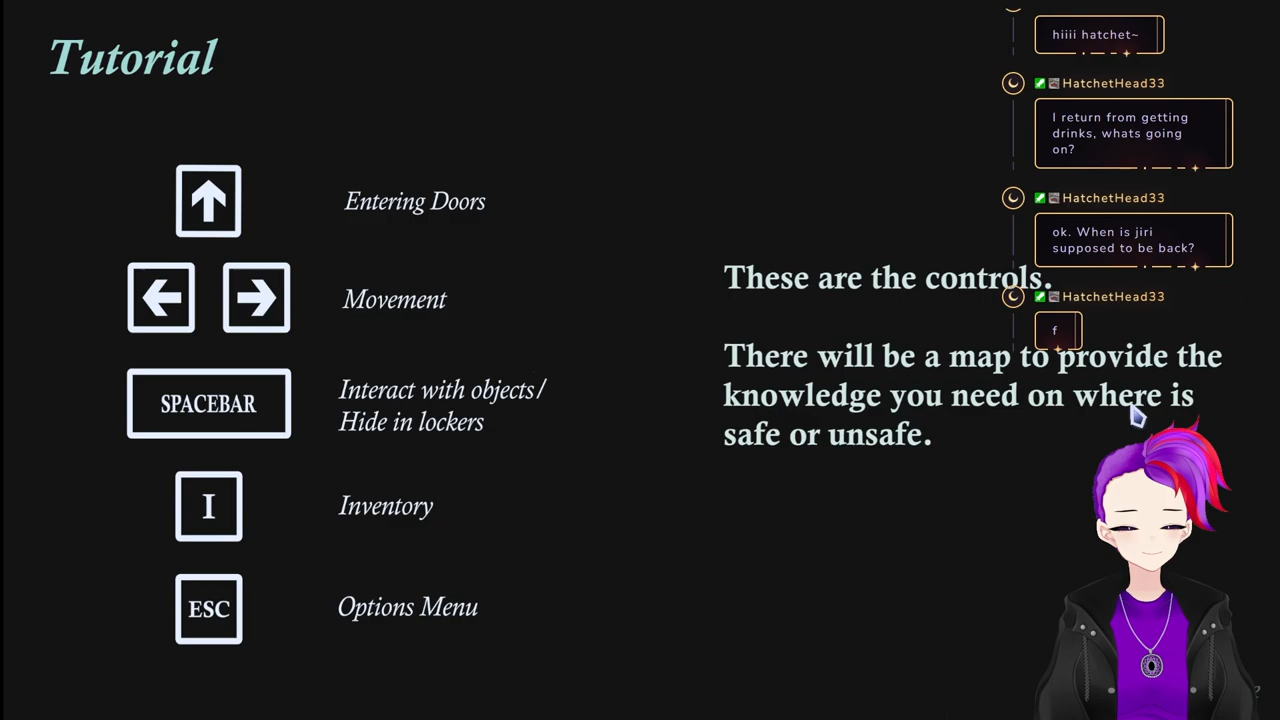 Tutorial
Entering Doors
Movement
SPACEBAR
Interact with objects/
Hide in lockers
I
Inventory
ESC
Options Menu
These are the controls.
There will be a map to provide the
knowledge you need on where is
safe or unsafe.
hiiii hatchet~
HatchetHead33
I return from getting
drinks, whats going
on?
HatchetHead33
ok. When is jiri
supposed to be back?
HatchetHead33
f